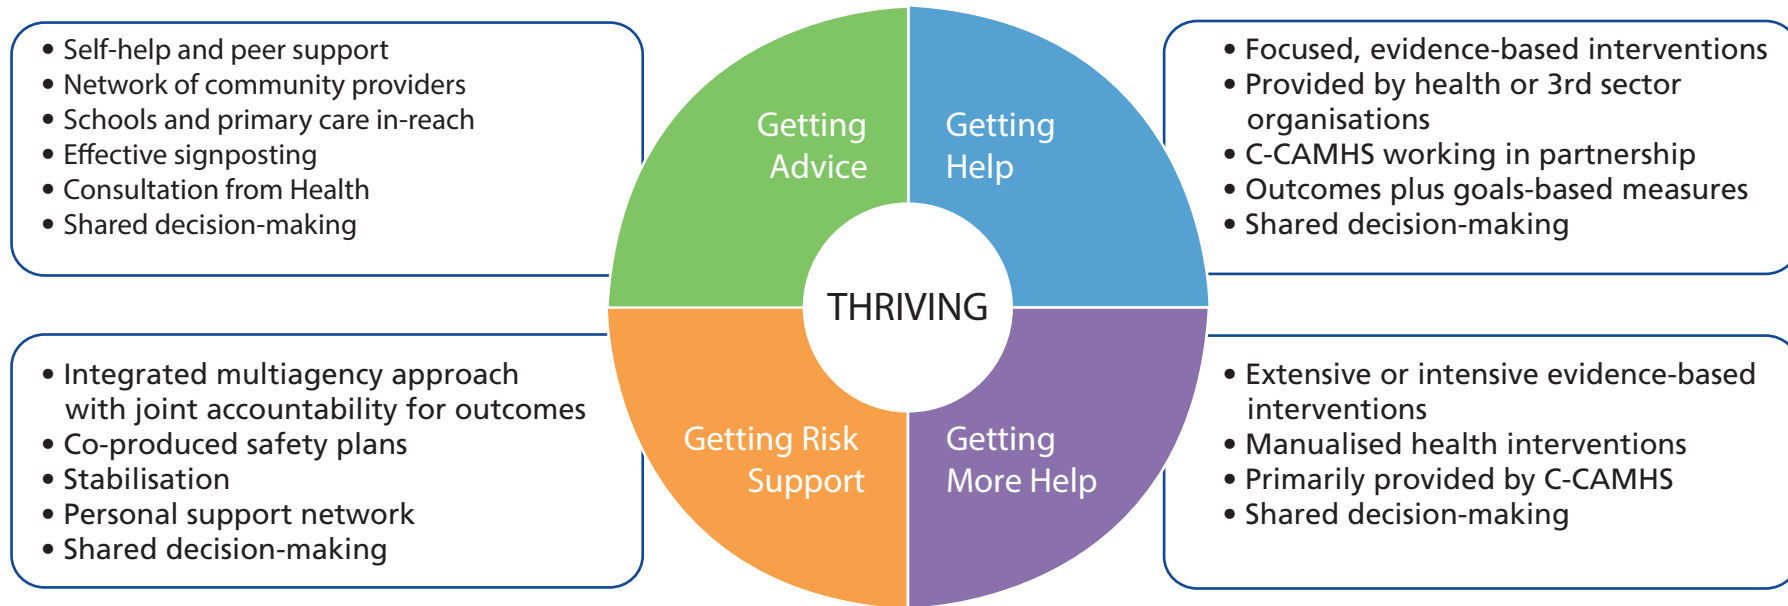 • Self-help and peer support
• Network of community providers
• Schools and primary care in-reach
• Effective signposting
• Consultation from Health
• Shared decision-making
Getting
Advice
Getting
Help
• Focused, evidence-based interventions
• Provided by health or 3rd sector
organisations
• C-CAMHS working in partnership
• Outcomes plus goals-based measures
• Shared decision-making
THRIVING
• Integrated multiagency approach
with joint accountability for outcomes
• Co-produced safety plans
• Stabilisation
• Personal support network
• Shared decision-making
Getting Risk
Support
Getting
More Help
• Extensive or intensive evidence-based
interventions
• Manualised health interventions
• Primarily provided by C-CAMHS
• Shared decision-making